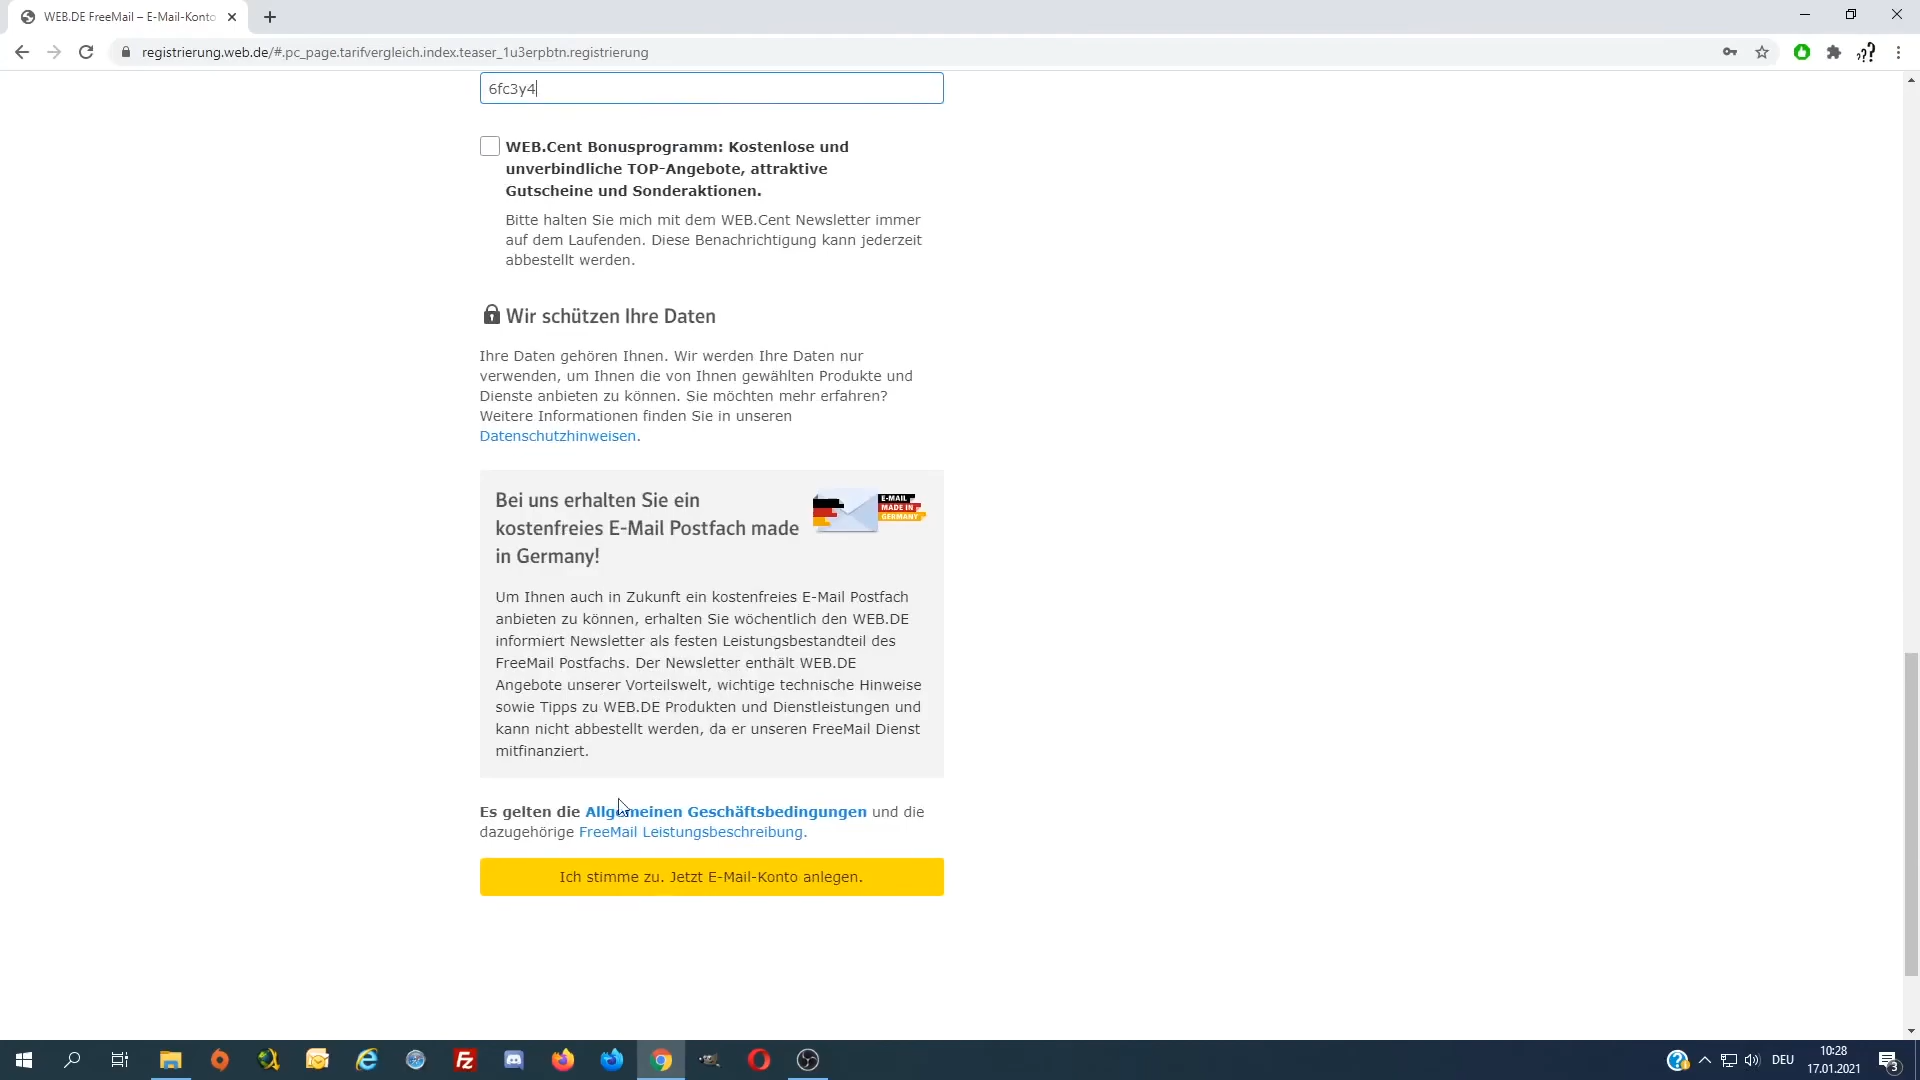 WEB.DE FreeMail – E-Mail-Konto
registrierung.web.de/#.pc_page.tarifvergleich.index.teaser_1u3erpbtn.registrierung
6fc3y4
WEB.Cent Bonusprogramm: Kostenlose und
unverbindliche TOP-Angebote, attraktive
Gutscheine und Sonderaktionen.
Bitte halten Sie mich mit dem WEB.Cent Newsletter immer
auf dem Laufenden. Diese Benachrichtigung kann jederzeit
abbestellt werden.
Wir schützen Ihre Daten
Ihre Daten gehören Ihnen. Wir werden Ihre Daten nur
verwenden, um Ihnen die von Ihnen gewählten Produkte und
Dienste anbieten zu können. Sie möchten mehr erfahren?
Weitere Informationen finden Sie in unseren
Datenschutzhinweisen.
Bei uns erhalten Sie ein
kostenfreies E-Mail Postfach made
in Germany!
E-MAIL
MADE IN
GERMANY
Um Ihnen auch in Zukunft ein kostenfreies E-Mail Postfach
anbieten zu können, erhalten Sie wöchentlich den WEB.DE
informiert Newsletter als festen Leistungsbestandteil des
FreeMail Postfachs. Der Newsletter enthält WEB.DE
Angebote unserer Vorteilswelt, wichtige technische Hinweise
sowie Tipps zu WEB.DE Produkten und Dienstleistungen und
kann nicht abbestellt werden, da er unseren FreeMail Dienst
mitfinanziert.
Es gelten die Allgemeinen Geschäftsbedingungen und die
dazugehörige FreeMail Leistungsbeschreibung.
Ich stimme zu. Jetzt E-Mail-Konto anlegen.
DEU
10:28
17.01.2021
3